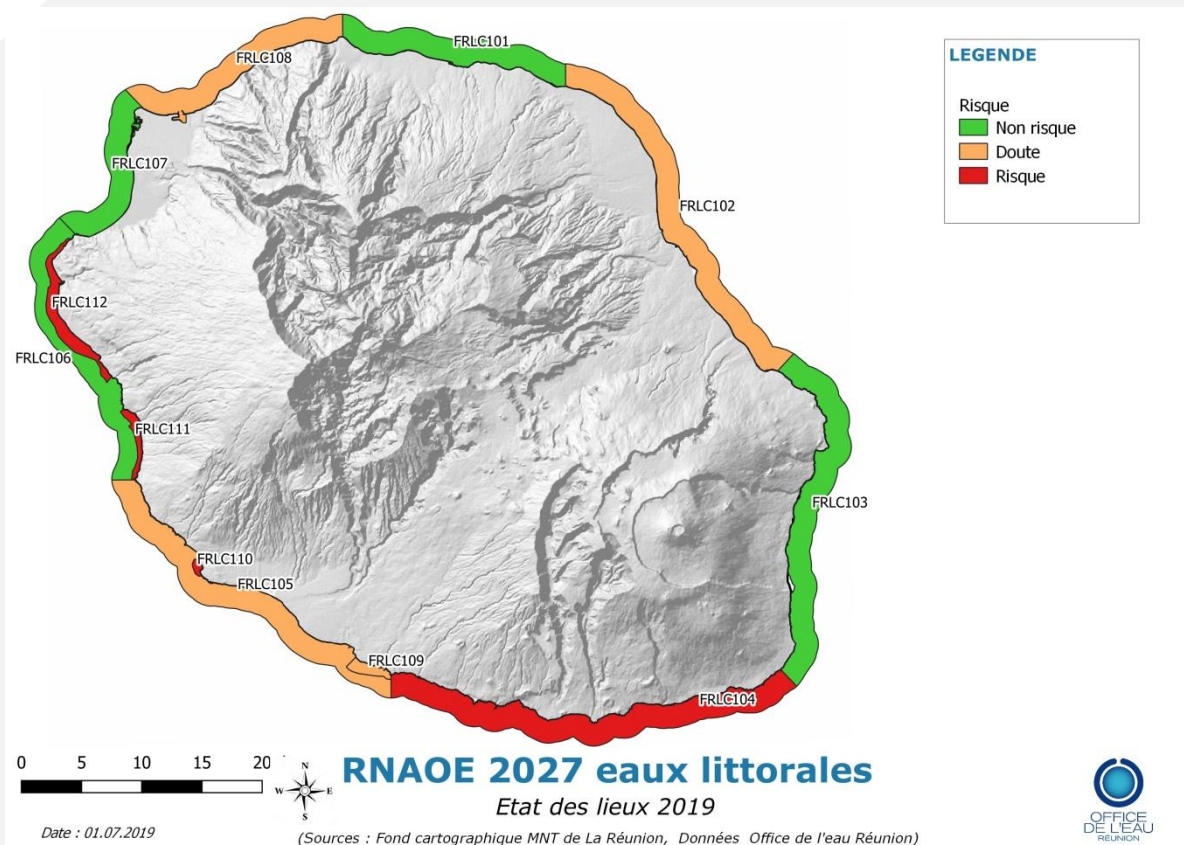 FRLC101
FRLC108
FRLC107
FRLC102
FRLC112
FRLC106
FRLC111
FRLC103
FRLC110
FRLC105
FRLC109
FRLC104
LEGENDE
Risque
Non risque
Doute
Risque
0 5 10 15 20
N
W E
S
RNAOE 2027 eaux littorales
Etat des lieux 2019
Date : 01.07.2019
(Sources : Fond cartographique MNT de La Réunion, Données Office de l'eau Réunion)
OFFICE
DE L'EAU
RÉUNION